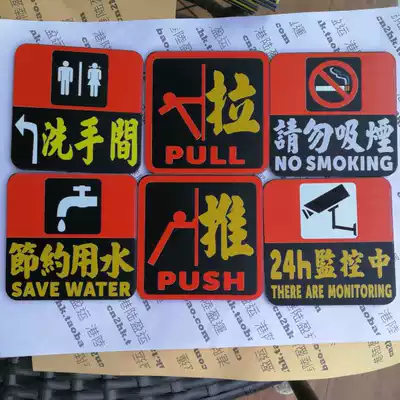 洗手間
拉
PULL
請勿吸煙
NO SMOKING
節約用水
SAVE WATER
推
PUSH
24h監控中
THERE ARE MONITORING